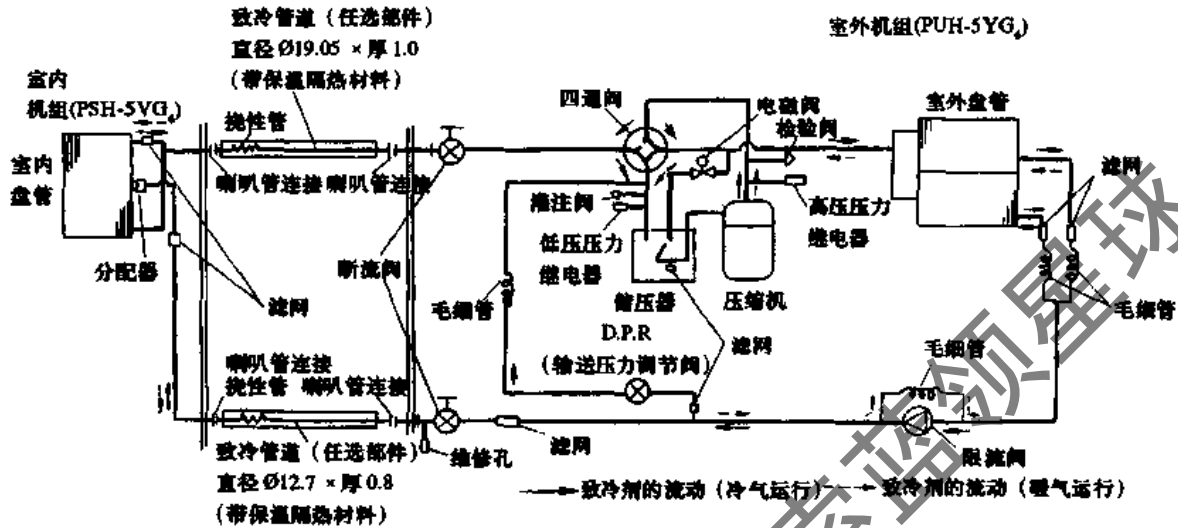 致冷管道（任选部件）
直径Ø19.05 × 厚1.0
（带保温隔热材料）
室外机组(PUH-5YG₄)
室内
机组(PSH-5VG₄)
挠性管
四通阀
电磁阀
检验阀
室外盘管
室内
盘管
喇叭管连接 喇叭管连接
灌注阀
低压压力
继电器
高压压力
继电器
滤网
分配器
滤网
断流阀
毛细管
储压器
压缩机
毛细管
D.P.R
（输送压力调节阀）
滤网
毛细管
喇叭管连接
挠性管 喇叭管连接
致冷管道（任选部件）
直径Ø12.7 × 厚0.8
（带保温隔热材料）
维修孔
滤网
限流阀
致冷剂的流动（冷气运行） 致冷剂的流动（暖气运行）
索蓝领星球